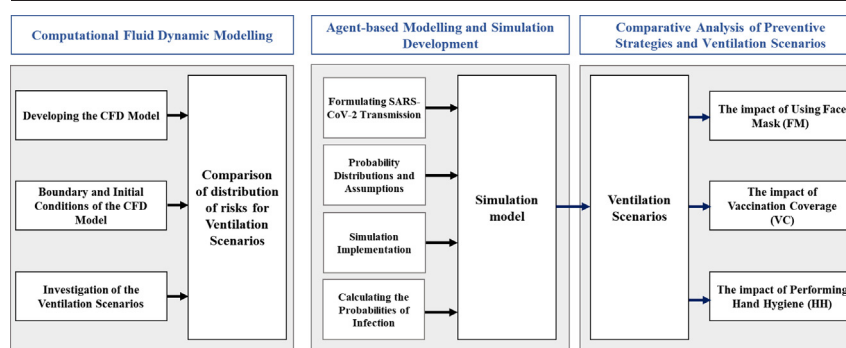 Computational Fluid Dynamic Modelling
Agent-based Modelling and Simulation
Development
Comparative Analysis of Preventive
Strategies and Ventilation Scenarios
Developing the CFD Model
Boundary and Initial
Conditions of the CFD
Model
Investigation of the
Ventilation Scenarios
Comparison
of distribution
of risks for
Ventilation
Scenarios
Formulating SARS-
CoV-2 Transmission
Probability
Distributions and
Assumptions
Simulation
Implementation
Calculating the
Probabilities of
Infection
Simulation
model
Ventilation
Scenarios
The impact of Using Face
Mask (FM)
The impact of
Vaccination Coverage
(VC)
The impact of Performing
Hand Hygiene (HH)